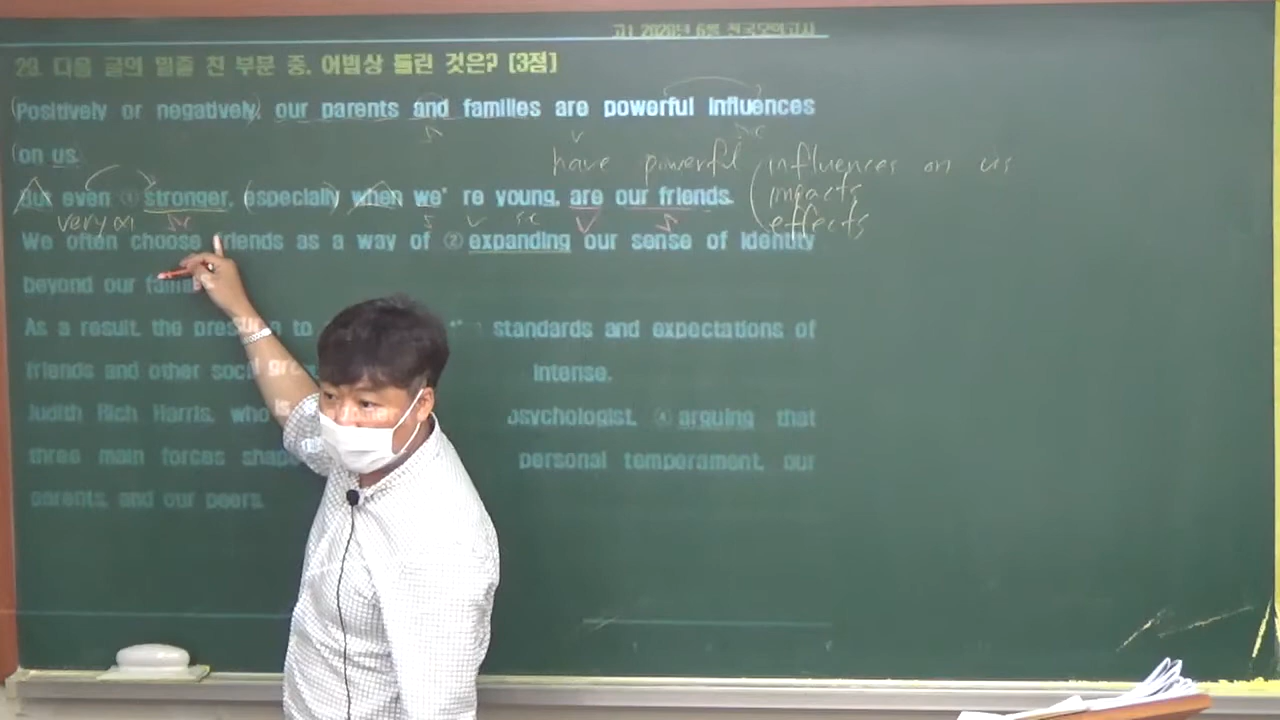 고1 2020년 6월 전국모의고사
29. 다음 글의 밑줄 친 부분 중, 어법상 틀린 것은? [3점]
(Positively or negatively), our parents and families are powerful influences
S V SC
(on us.
have powerful influences on us
impacts
effects
But even ① stronger, (especially) when we're young, are our friends.
very(x) SC S V SC V S
We often choose friends as a way of ② expanding our sense of identity
beyond our
As a result, the to standards and expectations of
friends and other intense.
Judith Rich Harris, who is psychologist, ④ arguing that
three main forces personal temperament, our
parents, and our peers.